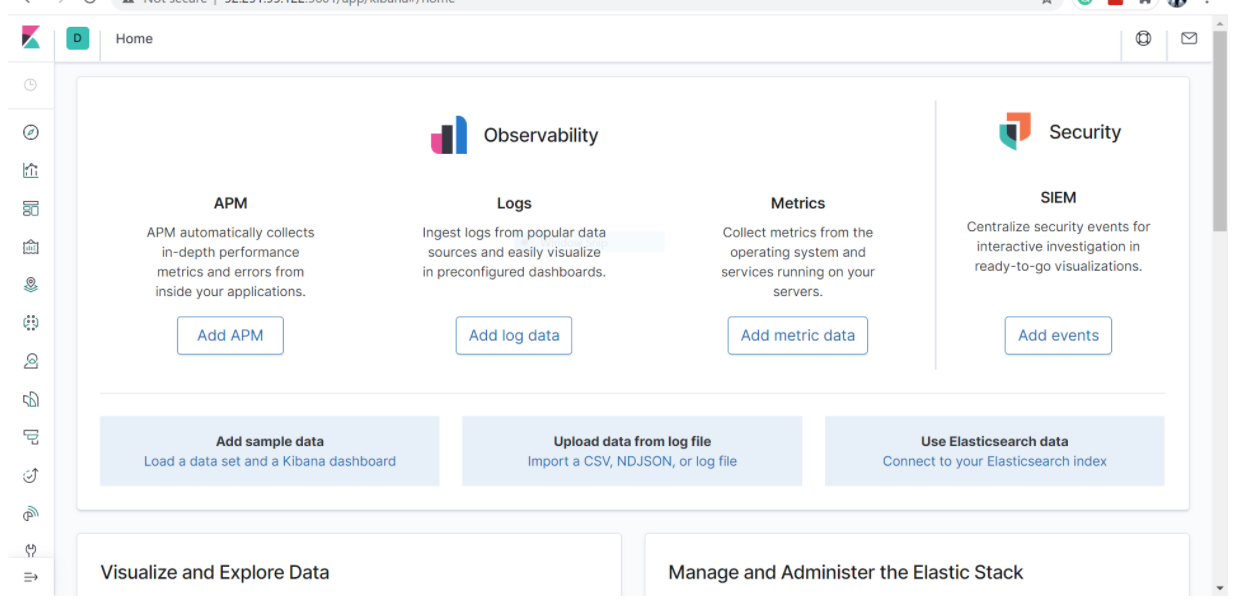 Not secure
D
Home
Observability
Security
APM
APM automatically collects
in-depth performance
metrics and errors from
inside your applications.
Add APM
Logs
Ingest logs from popular data
sources and easily visualize
in preconfigured dashboards.
Add log data
Metrics
Collect metrics from the
operating system and
services running on your
servers.
Add metric data
SIEM
Centralize security events for
interactive investigation in
ready-to-go visualizations.
Add events
Add sample data
Load a data set and a Kibana dashboard
Upload data from log file
Import a CSV, NDJSON, or log file
Use Elasticsearch data
Connect to your Elasticsearch index
Visualize and Explore Data
Manage and Administer the Elastic Stack